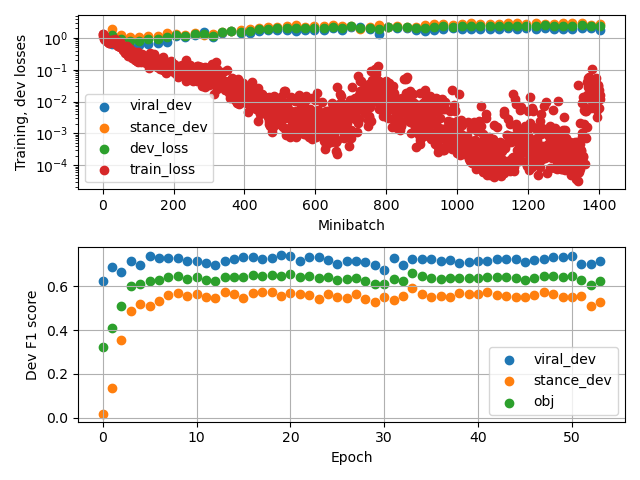 Training, dev losses
10⁰
10⁻¹
10⁻²
10⁻³
10⁻⁴
viral_dev
stance_dev
dev_loss
train_loss
0 200 400 600 800 1000 1200 1400
Minibatch
Dev F1 score
0.6
0.4
0.2
0.0
viral_dev
stance_dev
obj
0 10 20 30 40 50
Epoch